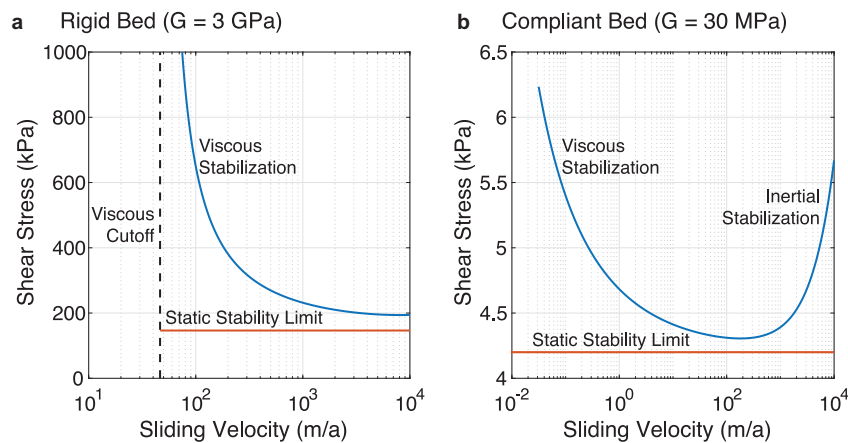 a Rigid Bed (G = 3 GPa)
Shear Stress (kPa)
1000
800
600
400
200
0
Viscous
Stabilization
Viscous
Cutoff
Static Stability Limit
10^1
10^2
10^3
10^4
Sliding Velocity (m/a)
b Compliant Bed (G = 30 MPa)
Shear Stress (kPa)
6.5
6
5.5
5
4.5
4
Viscous
Stabilization
Inertial
Stabilization
Static Stability Limit
10^-2
10^0
10^2
10^4
Sliding Velocity (m/a)